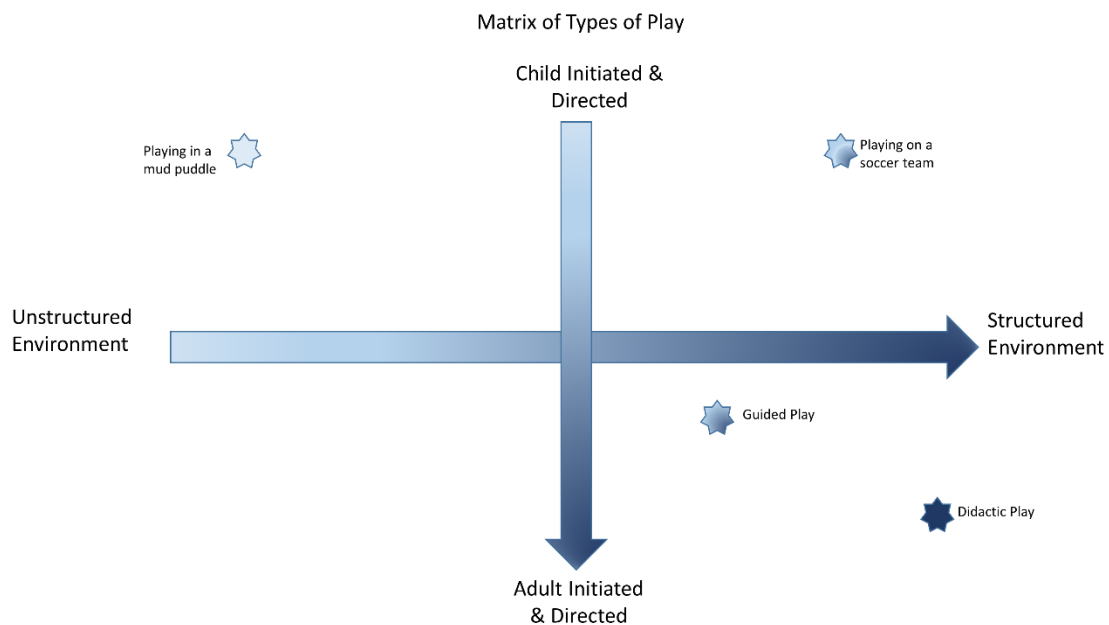 Matrix of Types of Play
Child Initiated &
Directed
Playing in a
mud puddle
Playing on a
soccer team
Unstructured
Environment
Structured
Environment
Guided Play
Didactic Play
Adult Initiated
& Directed